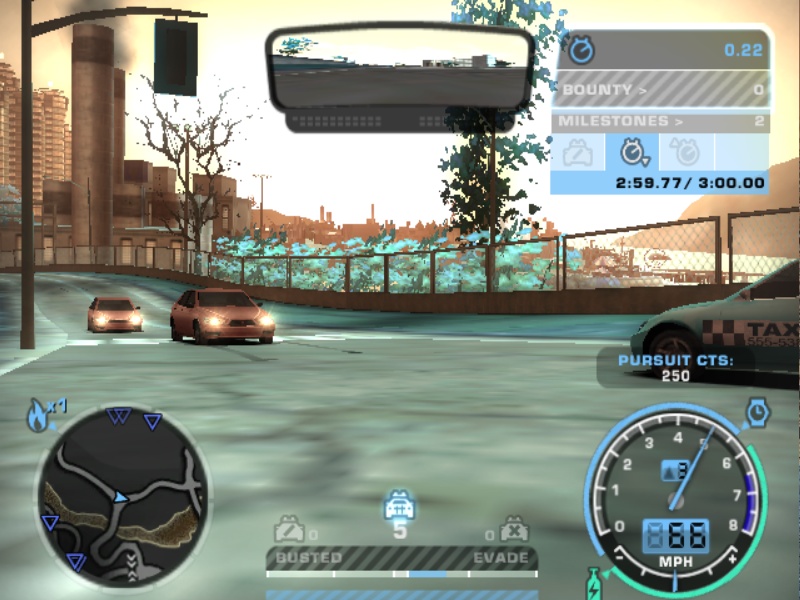 0.22
BOUNTY > 0
MILESTONES > 2
2:59.77/ 3:00.00
TAXI
PURSUIT CTS:
250
x1
0 1 2 3 4 5 6 7 8
3
66
MPH
0 5 0
BUSTED EVADE